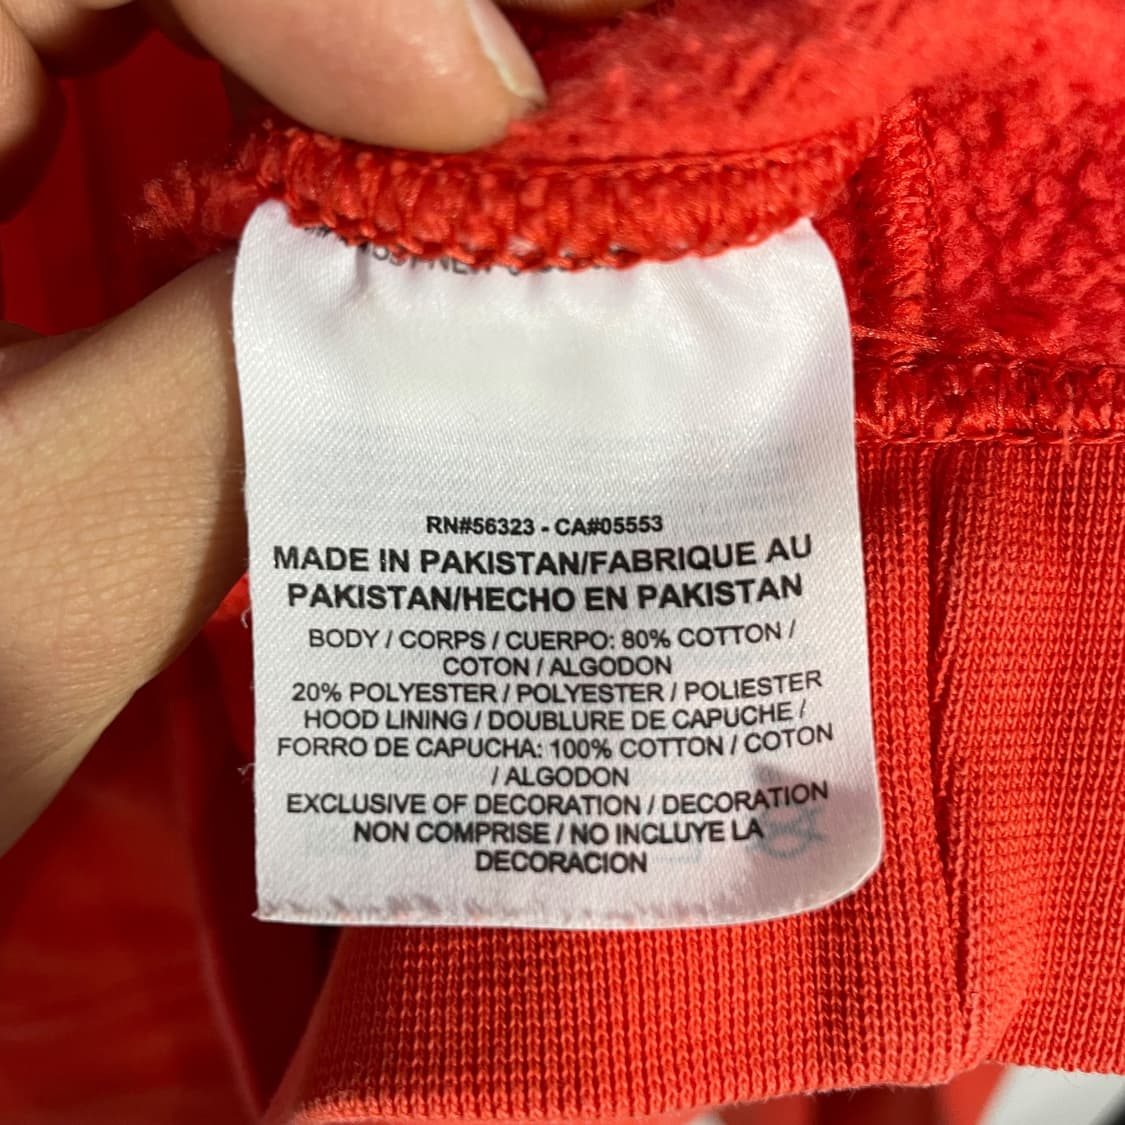 RN#56323 - CA#05553
MADE IN PAKISTAN/FABRIQUE AU
PAKISTAN/HECHO EN PAKISTAN
BODY / CORPS / CUERPO: 80% COTTON /
COTON / ALGODON
20% POLYESTER / POLYESTER / POLIESTER
HOOD LINING / DOUBLURE DE CAPUCHE /
FORRO DE CAPUCHA: 100% COTTON / COTON
/ ALGODON
EXCLUSIVE OF DECORATION / DECORATION
NON COMPRISE / NO INCLUYE LA
DECORACION